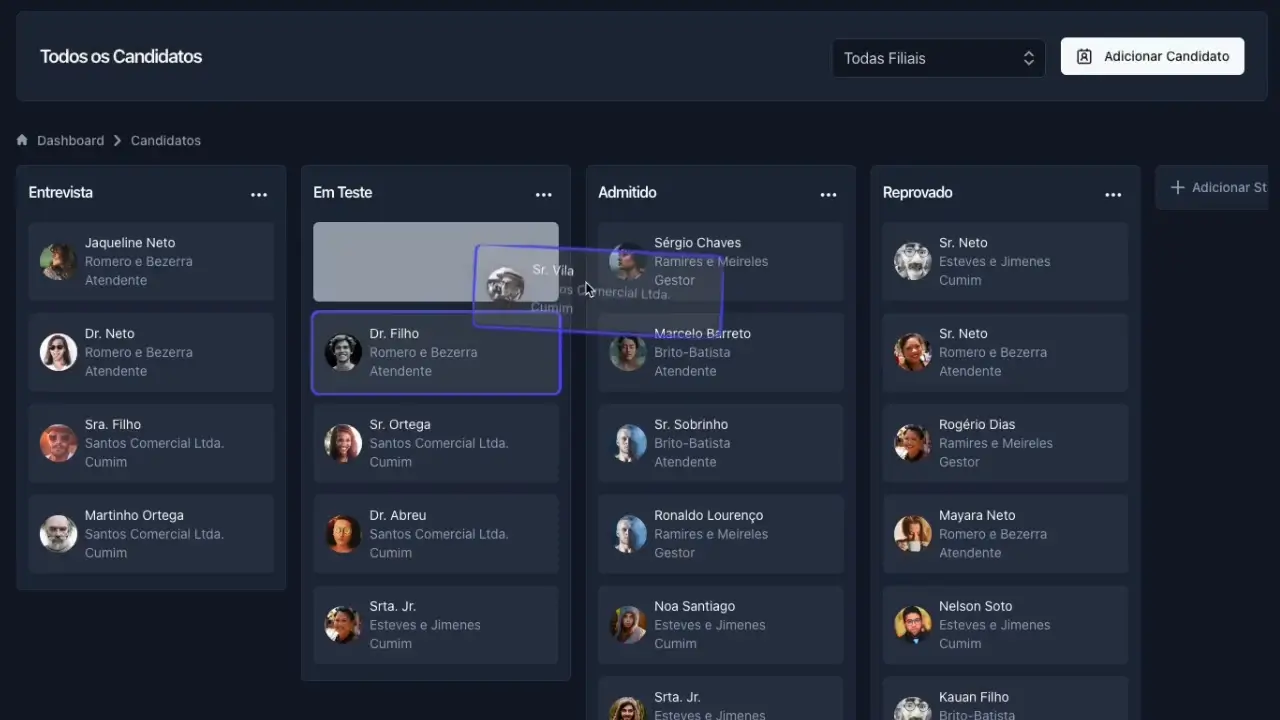 Todos os Candidatos
Todas Filiais
Adicionar Candidato
Dashboard
Candidatos
Entrevista
Jaqueline Neto
Romero e Bezerra
Atendente
Dr. Neto
Romero e Bezerra
Atendente
Sra. Filho
Santos Comercial Ltda.
Cumim
Martinho Ortega
Santos Comercial Ltda.
Cumim
Em Teste
Sr. Vila
os Comercial Ltda.
Cumim
Dr. Filho
Romero e Bezerra
Atendente
Sr. Ortega
Santos Comercial Ltda.
Cumim
Dr. Abreu
Santos Comercial Ltda.
Cumim
Srta. Jr.
Esteves e Jimenes
Cumim
Admitido
Sérgio Chaves
Ramires e Meireles
Gestor
Marcelo Barreto
Brito-Batista
Atendente
Sr. Sobrinho
Brito-Batista
Atendente
Ronaldo Lourenço
Ramires e Meireles
Gestor
Noa Santiago
Esteves e Jimenes
Cumim
Srta. Jr.
Ramires e Meireles
Reprovado
Sr. Neto
Esteves e Jimenes
Cumim
Sr. Neto
Romero e Bezerra
Atendente
Rogério Dias
Ramires e Meireles
Gestor
Mayara Neto
Romero e Bezerra
Atendente
Nelson Soto
Esteves e Jimenes
Cumim
Kauan Filho
Brito-Batista
Adicionar St